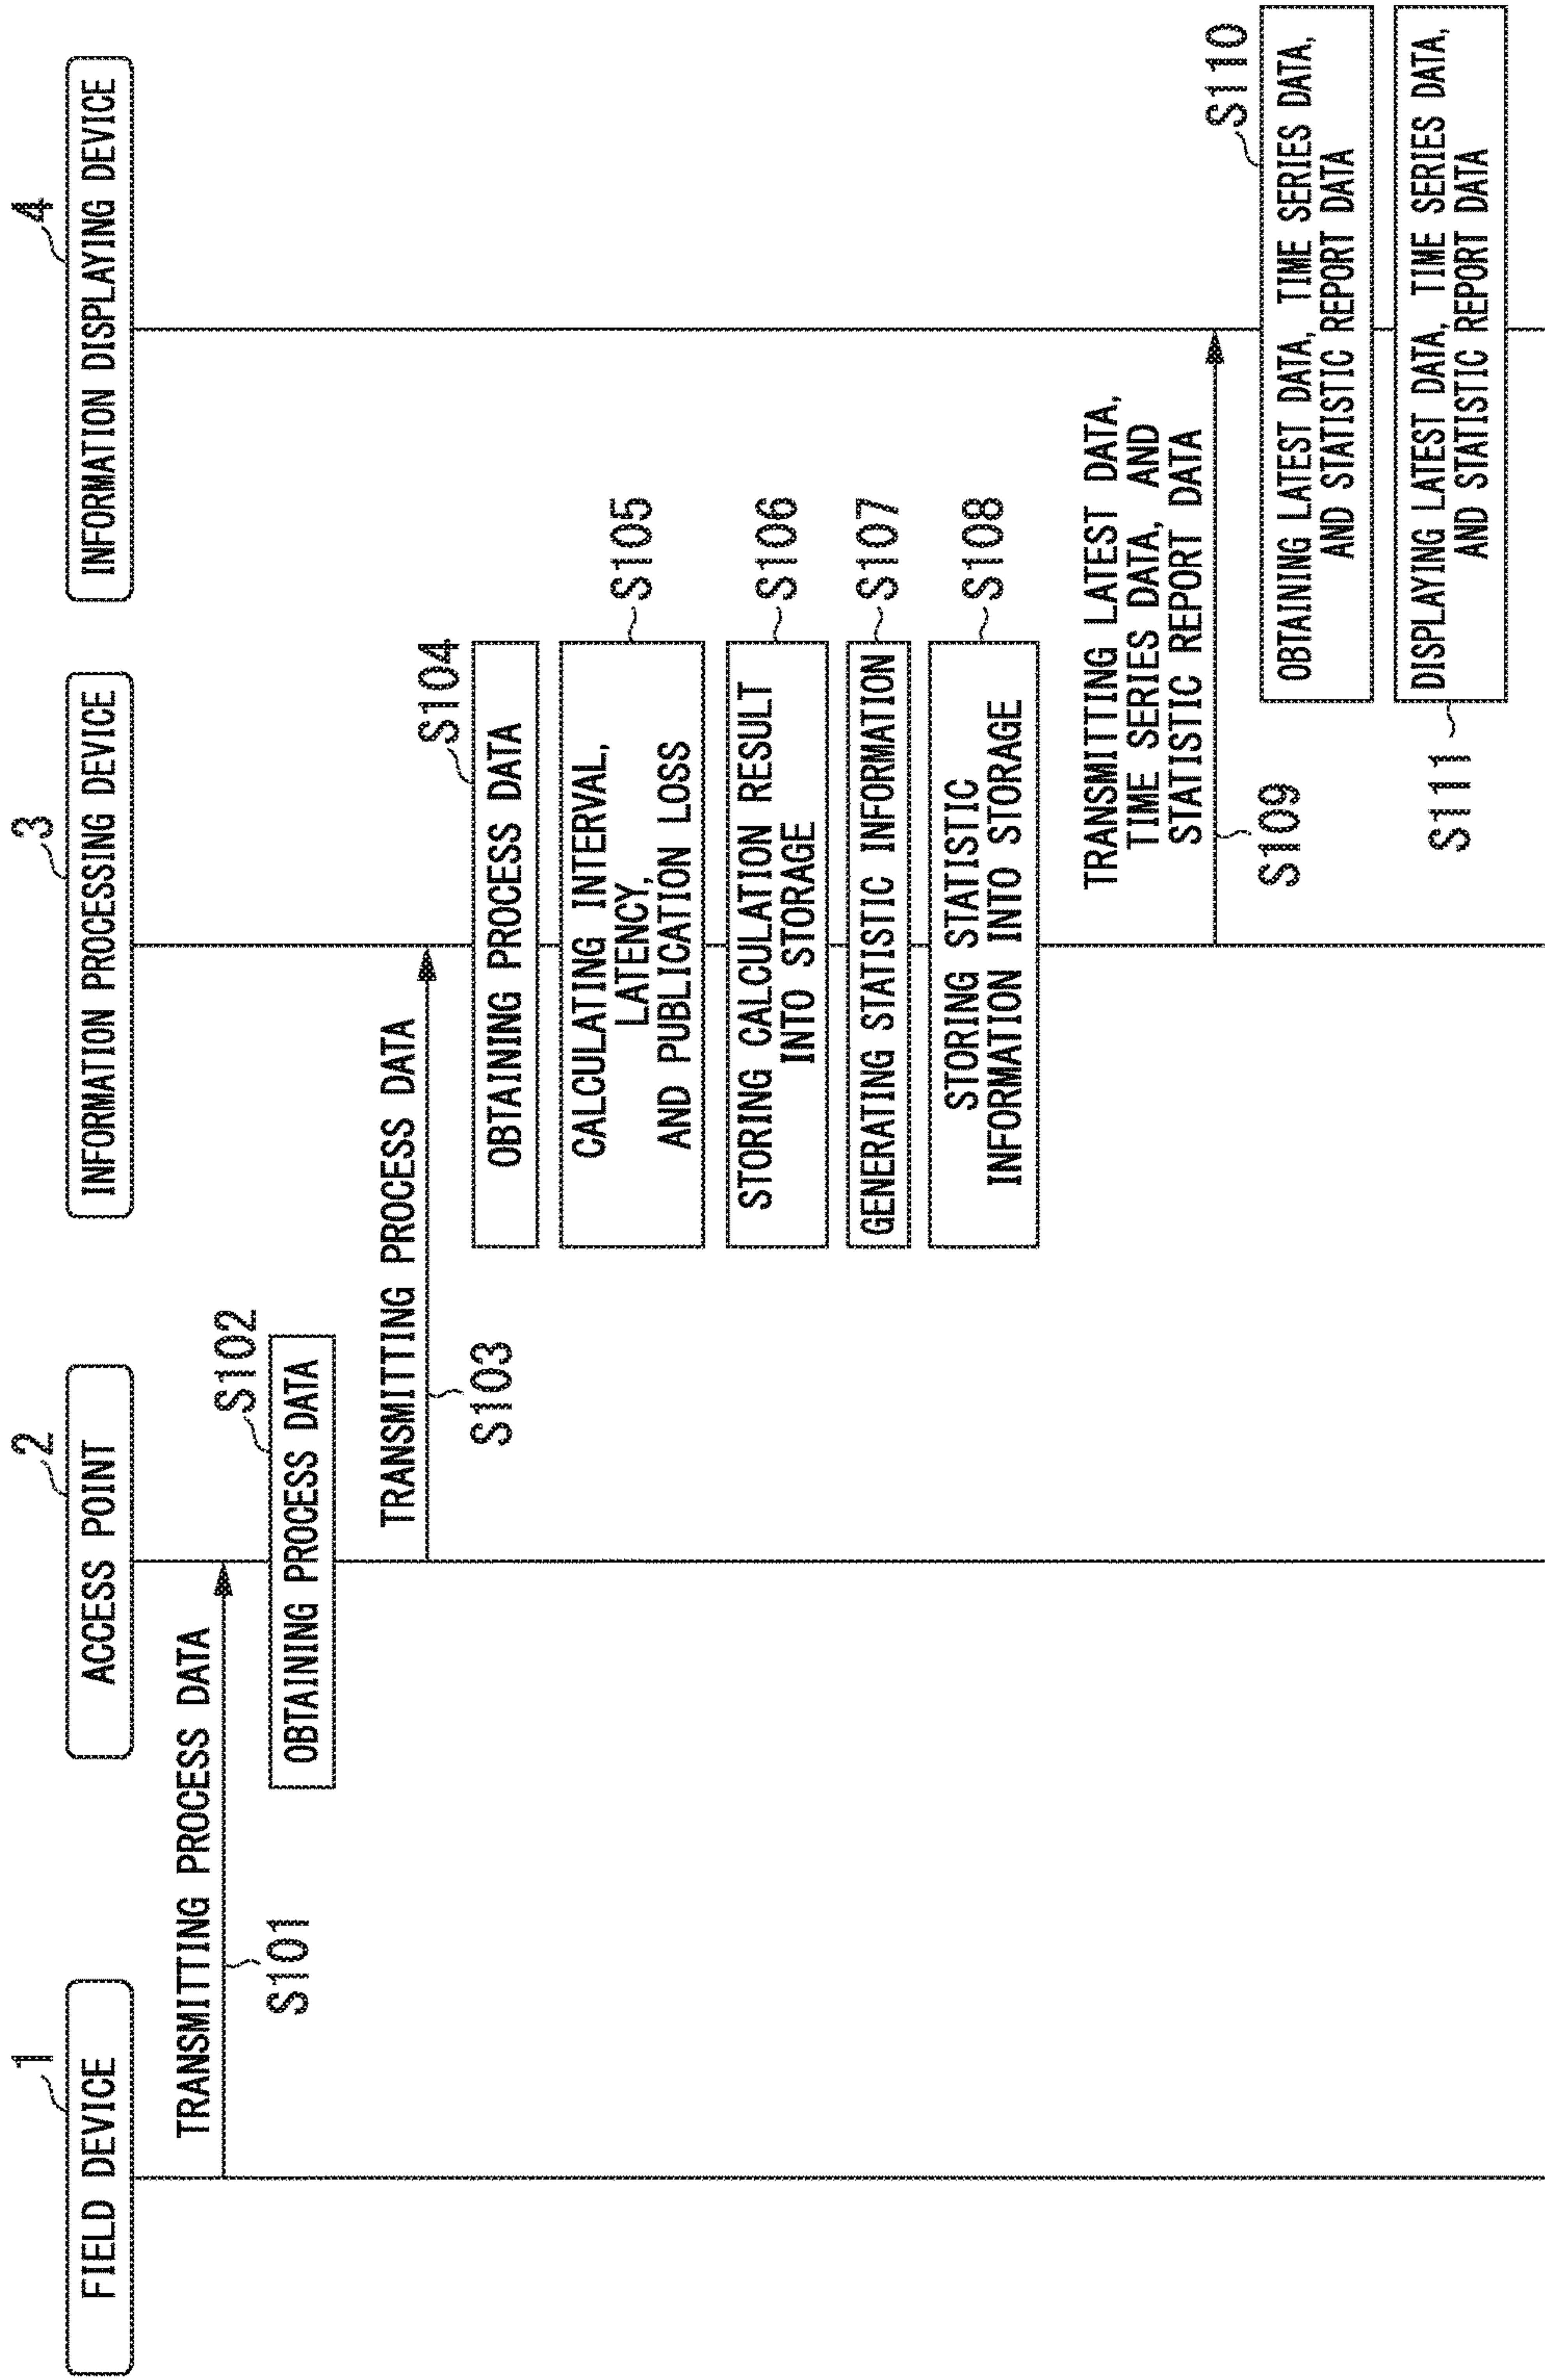 1
FIELD DEVICE
2
ACCESS POINT
3
INFORMATION PROCESSING DEVICE
4
INFORMATION DISPLAYING DEVICE
TRANSMITTING PROCESS DATA
S101
S102
OBTAINING PROCESS DATA
TRANSMITTING PROCESS DATA
S103
S104
OBTAINING PROCESS DATA
CALCULATING INTERVAL,
LATENCY,
AND PUBLICATION LOSS
S105
STORING CALCULATION RESULT
INTO STORAGE
S106
GENERATING STATISTIC INFORMATION
S107
STORING STATISTIC
INFORMATION INTO STORAGE
S108
TRANSMITTING LATEST DATA,
TIME SERIES DATA, AND
STATISTIC REPORT DATA
S109
S110
OBTAINING LATEST DATA, TIME SERIES DATA,
AND STATISTIC REPORT DATA
DISPLAYING LATEST DATA, TIME SERIES DATA,
AND STATISTIC REPORT DATA
S111